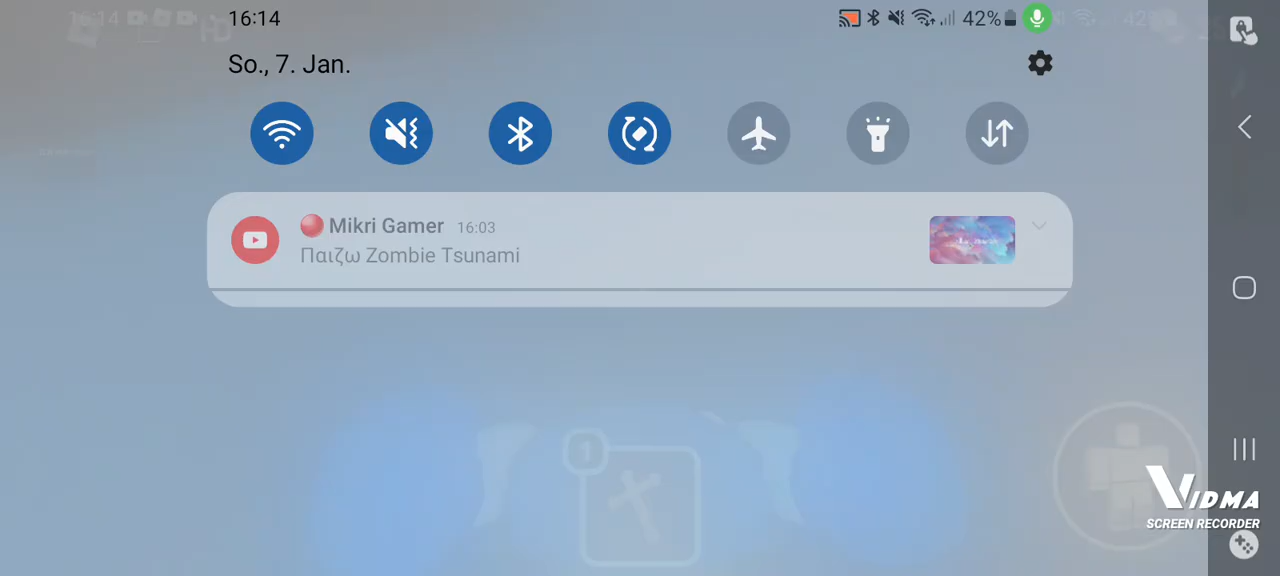 16:14
42%
So., 7. Jan.
Mikri Gamer 16:03
Παιζω Zombie Tsunami
1
VIDMA
SCREEN RECORDER